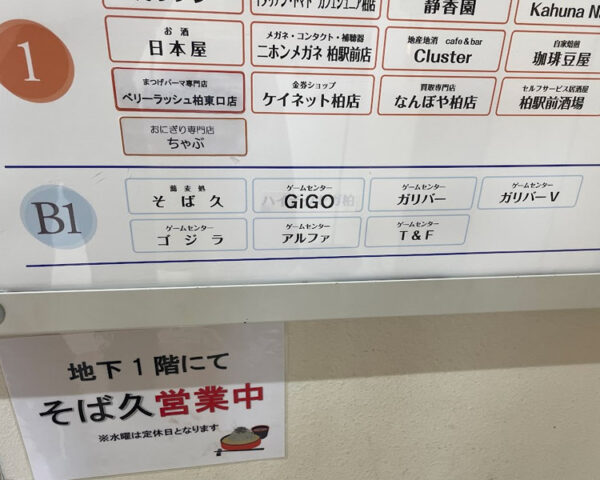 静香園
Kahuna N
1
お酒
日本屋
メガネ・コンタクト・補聴器
ニホンメガネ 柏駅前店
地産地消 cafe&bar
Cluster
自家焙煎
珈琲豆屋
まつげパーマ専門店
ペリーラッシュ柏東口店
金券ショップ
ケイネット柏店
買取専門店
なんぼや柏店
セルフサービス居酒屋
柏駅前酒場
おにぎり専門店
ちゃぶ
B1
蕎麦処
そば久
ゲームセンター
GiGO
ゲームセンター
ガリバー
ゲームセンター
ガリバーV
ゲームセンター
ゴジラ
ゲームセンター
アルファ
ゲームセンター
T&F
地下1階にて
そば久営業中
※水曜は定休日となります